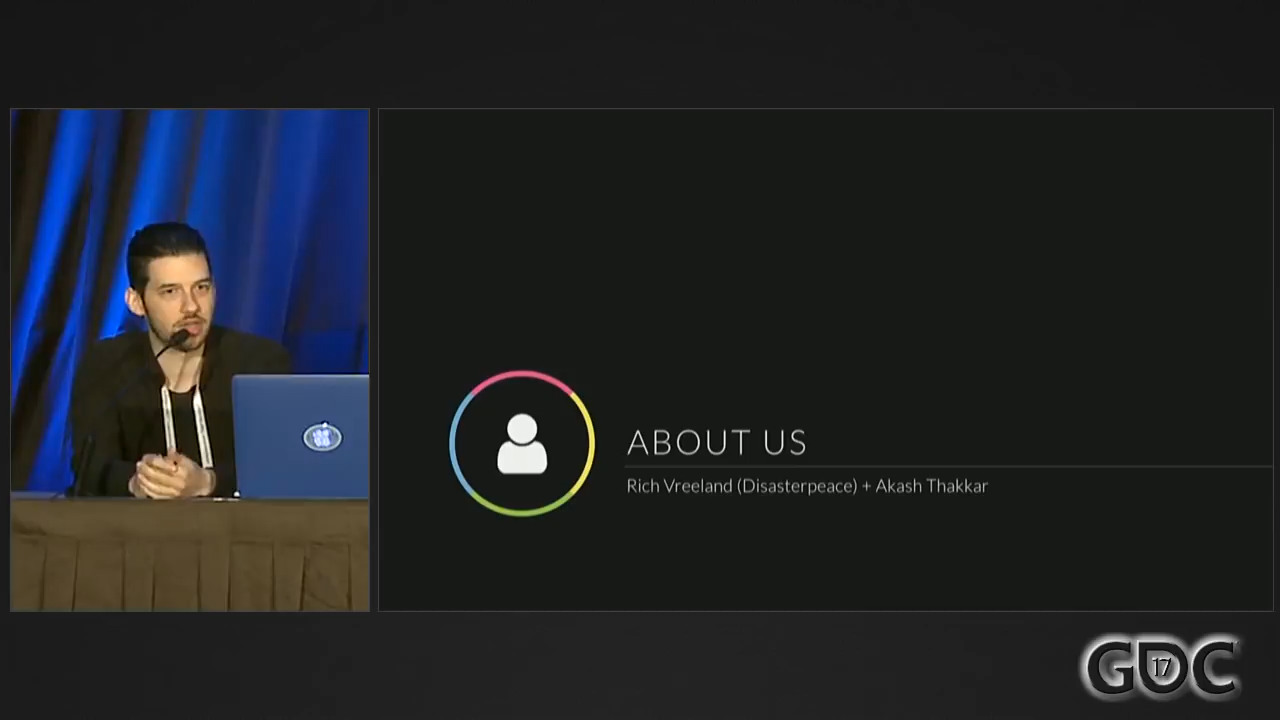 ABOUT US
Rich Vreeland (Disasterpeace) + Akash Thakkar
GDC
17